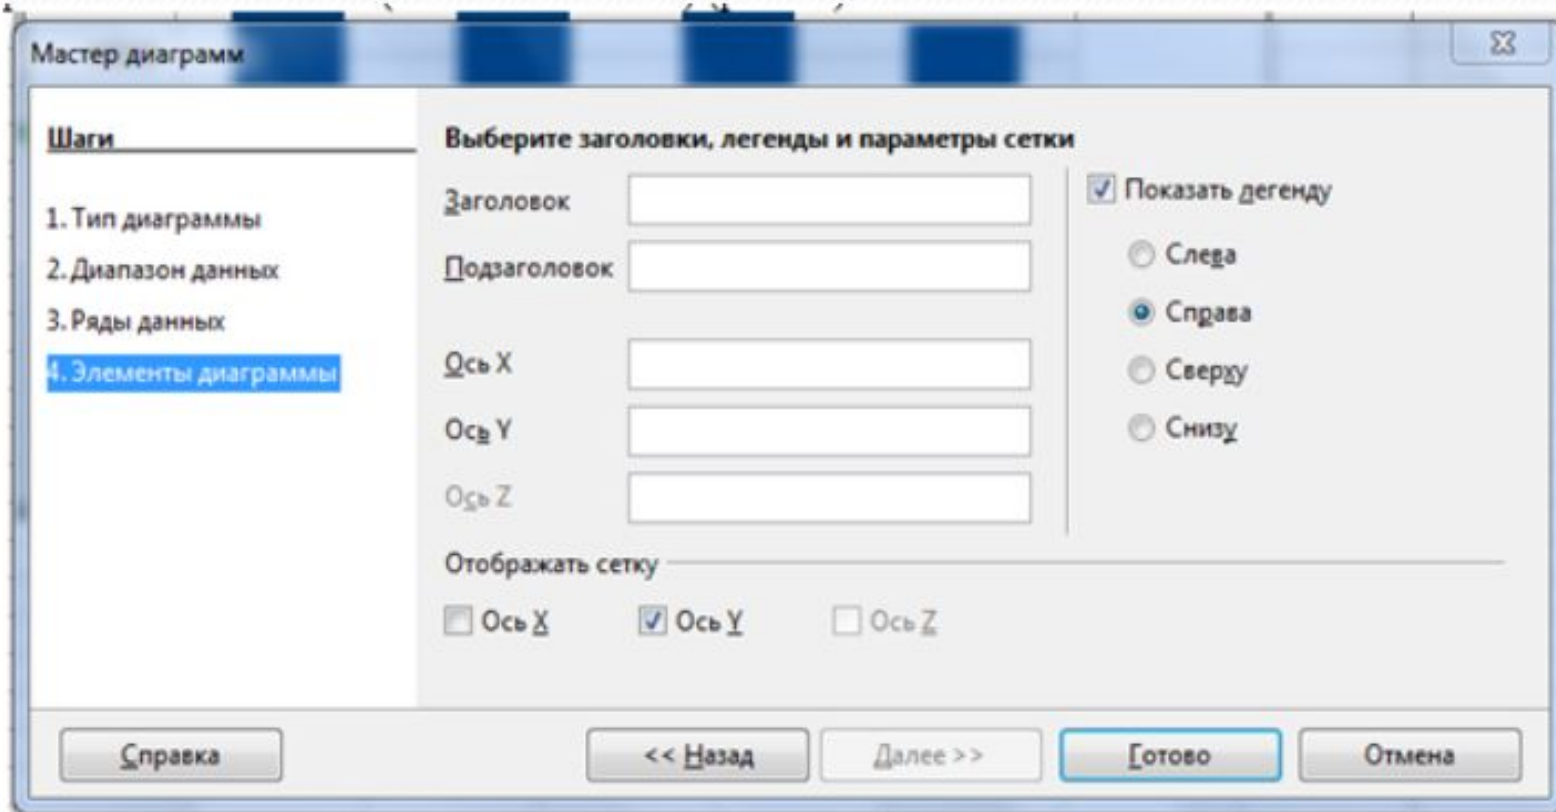 Мастер диаграмм
Шаги
1. Тип диаграммы
2. Диапазон данных
3. Ряды данных
4. Элементы диаграммы
Выберите заголовки, легенды и параметры сетки
Заголовок
Подзаголовок
Ось X
Ось Y
Ось Z
Показать легенду
Слева
Справа
Сверху
Снизу
Отображать сетку
Ось X Ось Y Ось Z
Справка << Назад Далее >> Готово Отмена